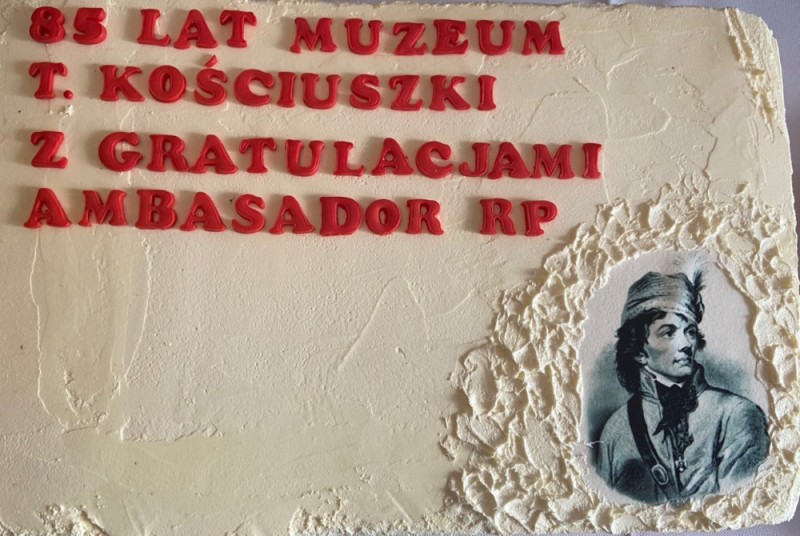 85 LAT MUZEUM
T. KOŚCIUSZKI
Z GRATULACJAMI
AMBASADOR RP